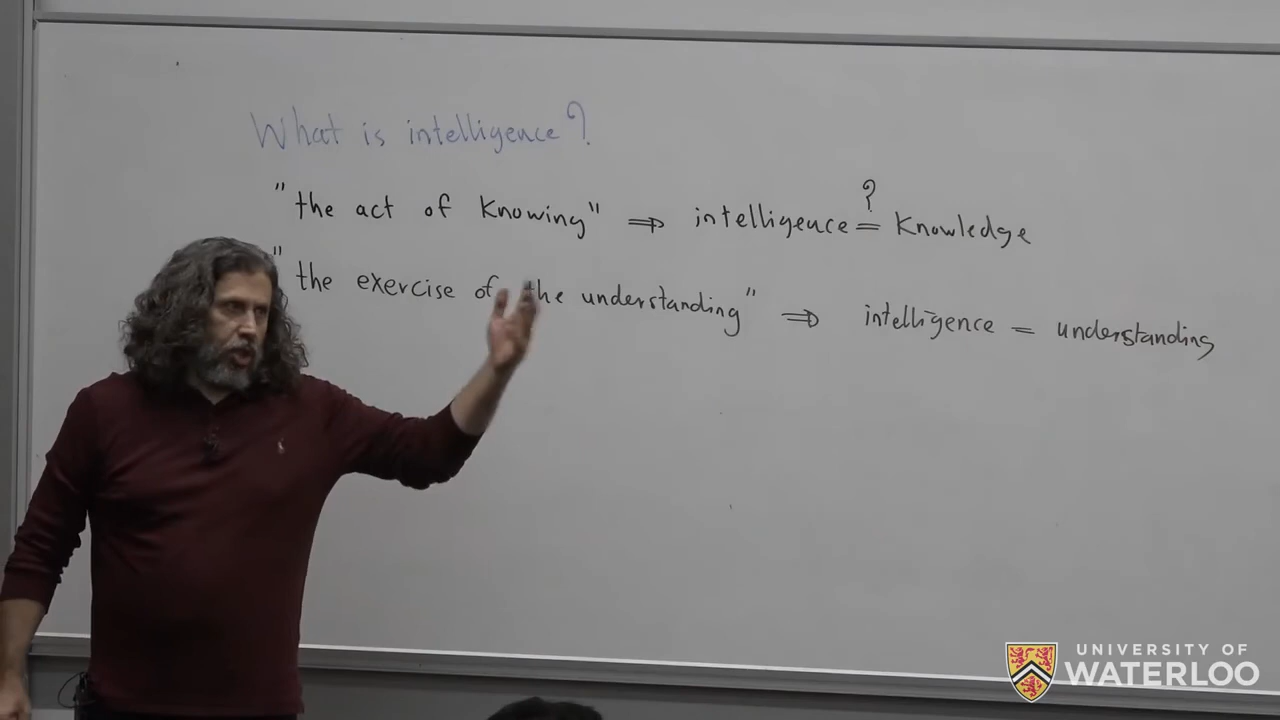 What is intelligence?
"the act of Knowing" ⇒ intelligence ?= Knowledge
"the exercise of the understanding" ⇒ intelligence = understanding
UNIVERSITY OF
WATERLOO